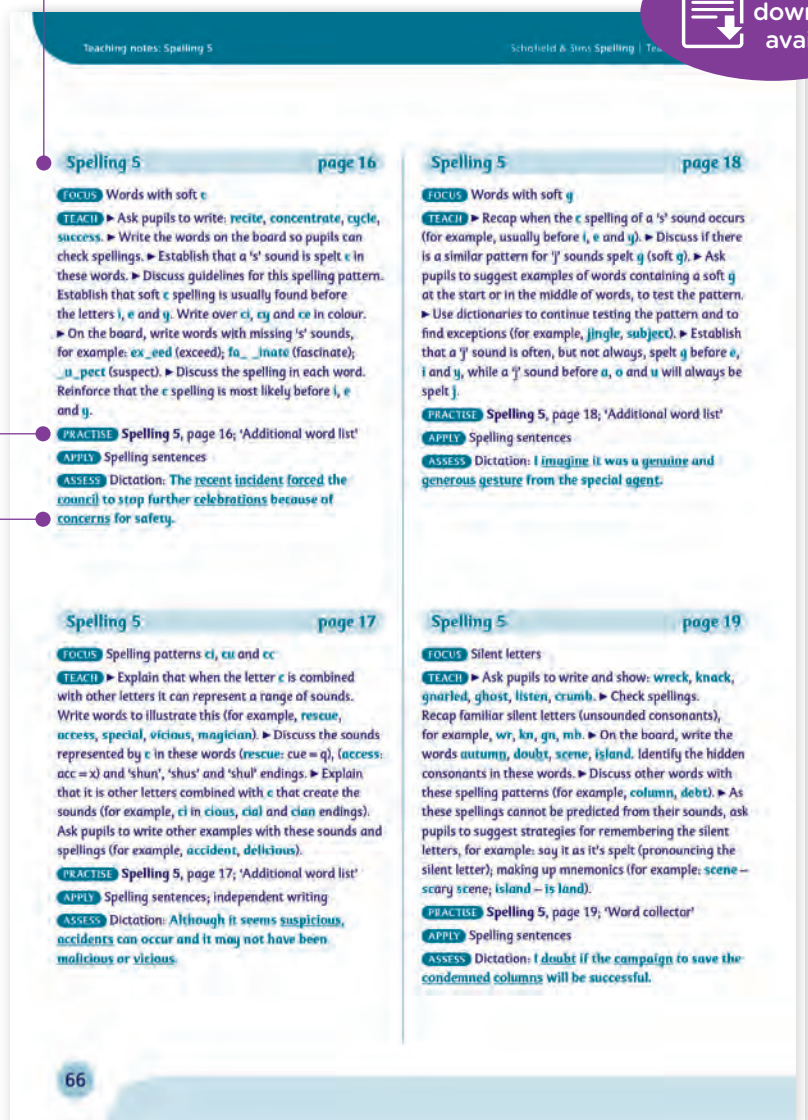 down
avai
Teaching notes: Spelling 5
Schofield & Sims Spelling | Tea
Spelling 5 page 16
FOCUS Words with soft c
TEACH ► Ask pupils to write: recite, concentrate, cycle,
success. ► Write the words on the board so pupils can
check spellings. ► Establish that a 's' sound is spelt c in
these words. ► Discuss guidelines for this spelling pattern.
Establish that soft c spelling is usually found before
the letters i, e and y. Write over ci, cy and ce in colour.
► On the board, write words with missing 's' sounds,
for example: ex_eed (exceed); fa_ _inate (fascinate);
_u_pect (suspect). ► Discuss the spelling in each word.
Reinforce that the c spelling is most likely before i, e
and y.
PRACTISE Spelling 5, page 16; 'Additional word list'
APPLY Spelling sentences
ASSESS Dictation: The recent incident forced the
council to stop further celebrations because of
concerns for safety.
Spelling 5 page 17
FOCUS Spelling patterns ci, cu and cc
TEACH ► Explain that when the letter c is combined
with other letters it can represent a range of sounds.
Write words to illustrate this (for example, rescue,
access, special, vicious, magician). ► Discuss the sounds
represented by c in these words (rescue: cue = q), (access:
acc = x) and 'shun', 'shus' and 'shul' endings. ► Explain
that it is other letters combined with c that create the
sounds (for example, ci in cious, cial and cian endings).
Ask pupils to write other examples with these sounds and
spellings (for example, accident, delicious).
PRACTISE Spelling 5, page 17; 'Additional word list'
APPLY Spelling sentences; independent writing
ASSESS Dictation: Although it seems suspicious,
accidents can occur and it may not have been
malicious or vicious.
Spelling 5 page 18
FOCUS Words with soft g
TEACH ► Recap when the c spelling of a 's' sound occurs
(for example, usually before i, e and y). ► Discuss if there
is a similar pattern for 'j' sounds spelt g (soft g). ► Ask
pupils to suggest examples of words containing a soft g
at the start or in the middle of words, to test the pattern.
► Use dictionaries to continue testing the pattern and to
find exceptions (for example, jingle, subject). ► Establish
that a 'j' sound is often, but not always, spelt g before e,
i and y, while a 'j' sound before a, o and u will always be
spelt j.
PRACTISE Spelling 5, page 18; 'Additional word list'
APPLY Spelling sentences
ASSESS Dictation: I imagine it was a genuine and
generous gesture from the special agent.
Spelling 5 page 19
FOCUS Silent letters
TEACH ► Ask pupils to write and show: wreck, knack,
gnarled, ghost, listen, crumb. ► Check spellings.
Recap familiar silent letters (unsounded consonants),
for example, wr, kn, gn, mb. ► On the board, write the
words autumn, doubt, scene, island. Identify the hidden
consonants in these words. ► Discuss other words with
these spelling patterns (for example, column, debt). ► As
these spellings cannot be predicted from their sounds, ask
pupils to suggest strategies for remembering the silent
letters, for example: say it as it's spelt (pronouncing the
silent letter); making up mnemonics (for example: scene –
scary scene; island – is land).
PRACTISE Spelling 5, page 19; 'Word collector'
APPLY Spelling sentences
ASSESS Dictation: I doubt if the campaign to save the
condemned columns will be successful.
66